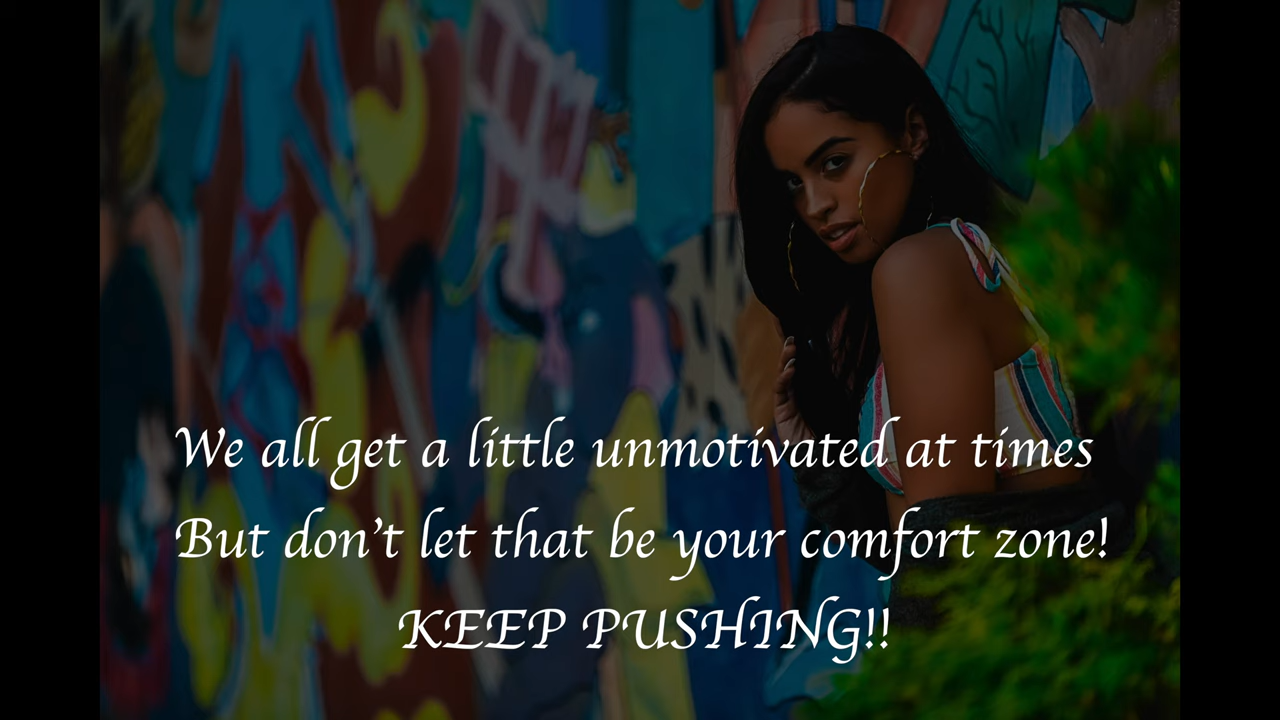 We all get a little unmotivated at times
But don't let that be your comfort zone!
KEEP PUSHING!!